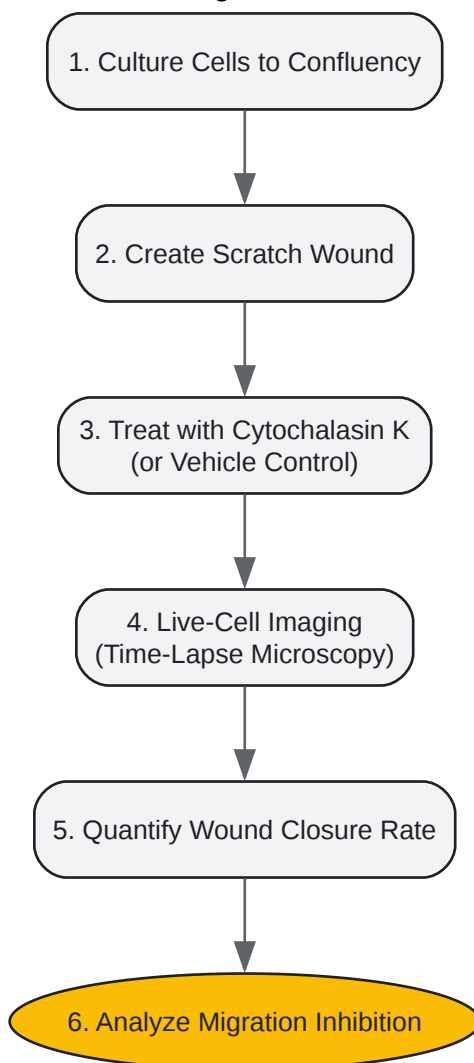 1. Culture Cells to Confluency
2. Create Scratch Wound
3. Treat with Cytochalasin K
(or Vehicle Control)
4. Live-Cell Imaging
(Time-Lapse Microscopy)
5. Quantify Wound Closure Rate
6. Analyze Migration Inhibition